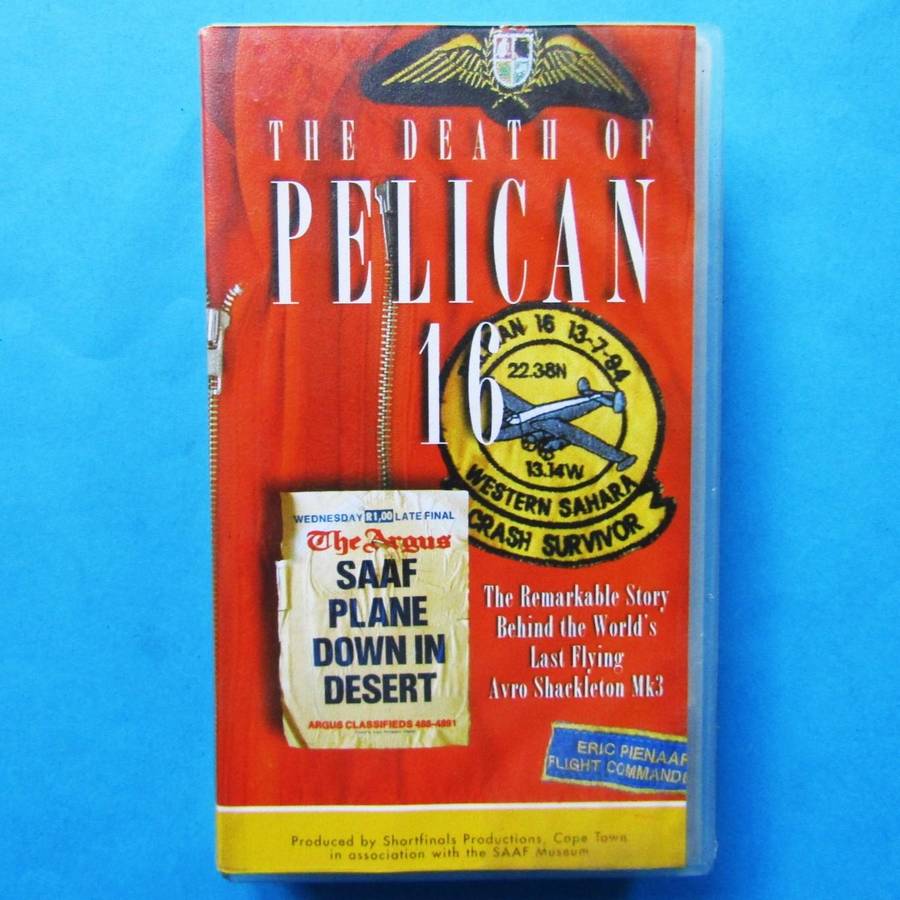 THE DEATH OF
PELICAN
16
16 13-7-94
22.38N
13.14W
WESTERN SAHARA
CRASH SURVIVOR
WEDNESDAY R1,00 LATE FINAL
The Argus
SAAF
PLANE
DOWN IN
DESERT
ARGUS CLASSIFIEDS 488-4891
The Remarkable Story
Behind the World's
Last Flying
Avro Shackleton Mk3
ERIC PIENAAR
FLIGHT COMMANDE
Produced by Shortfinals Productions, Cape Town
in association with the SAAF Museum